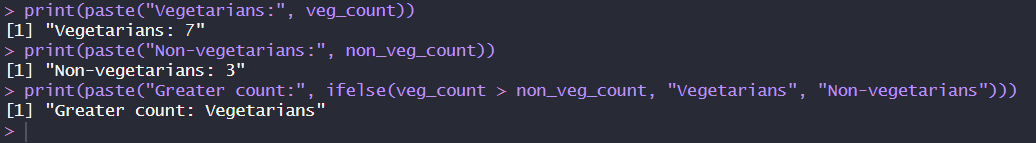 > print(paste("Vegetarians:", veg_count))
[1] "Vegetarians: 7"
> print(paste("Non-vegetarians:", non_veg_count))
[1] "Non-vegetarians: 3"
> print(paste("Greater count:", ifelse(veg_count > non_veg_count, "Vegetarians", "Non-vegetarians")))
[1] "Greater count: Vegetarians"
>